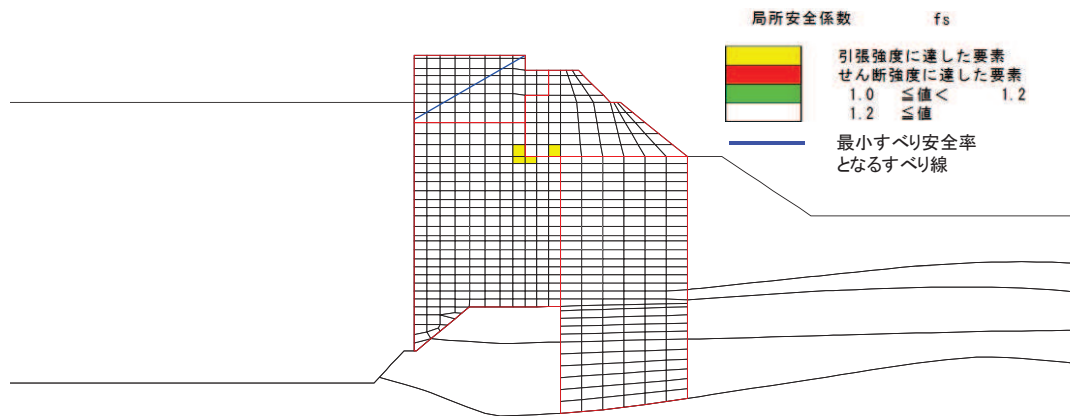 局所安全係数 fs
引張強度に達した要素
せん断強度に達した要素
1.0 ≦値< 1.2
1.2 ≦値
最小すべり安全率
となるすべり線